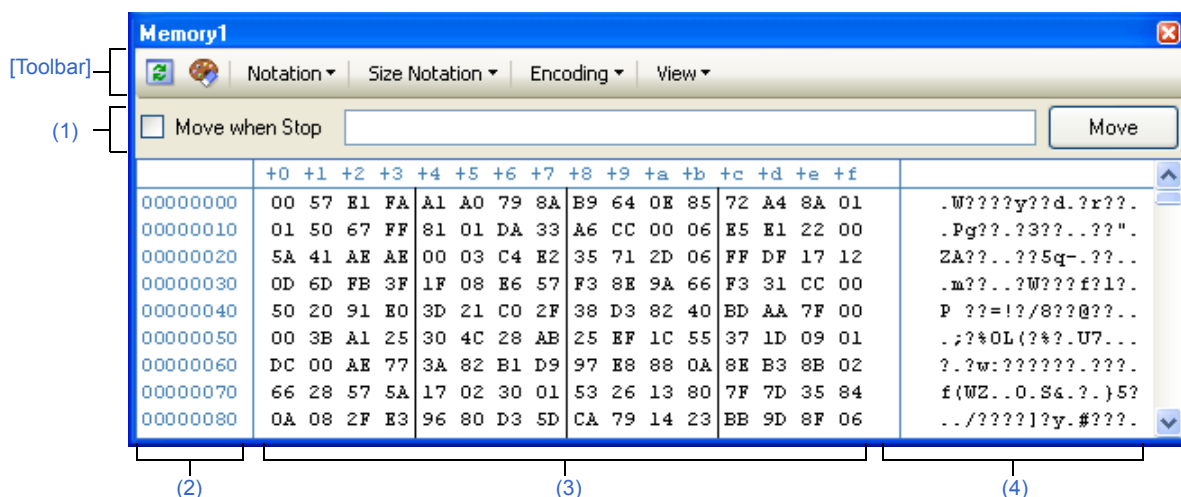 Memory1
[Toolbar]
Notation Size Notation Encoding View
(1)
Move when Stop Move
+0 +1 +2 +3 +4 +5 +6 +7 +8 +9 +a +b +c +d +e +f
00000000 00 57 E1 FA A1 A0 79 8A B9 64 0E 85 72 A4 8A 01 .W????y??d.?r??.
00000010 01 50 67 FF 81 01 DA 33 A6 CC 00 06 E5 E1 22 00 .Pg??.?3??..??".
00000020 5A 41 AE AE 00 03 C4 E2 35 71 2D 06 FF DF 17 12 ZA??..??5q-.??..
00000030 0D 6D FB 3F 1F 08 E6 57 F3 8E 9A 66 F3 31 CC 00 .m??..?W???f?1?.
00000040 50 20 91 E0 3D 21 C0 2F 38 D3 82 40 BD AA 7F 00 P ??=!?/8??@??..
00000050 00 3B A1 25 30 4C 28 AB 25 EF 1C 55 37 1D 09 01 .;?%0L(?%?.U7...
00000060 DC 00 AE 77 3A 82 B1 D9 97 E8 88 0A 8E B3 8B 02 ?.?w:??????.???.
00000070 66 28 57 5A 17 02 30 01 53 26 13 80 7F 7D 35 84 f(WZ..0.S&.?.}5?
00000080 0A 08 2F E3 96 80 D3 5D CA 79 14 23 BB 9D 8F 06 ../????]?y.#???.
(2) (3) (4)